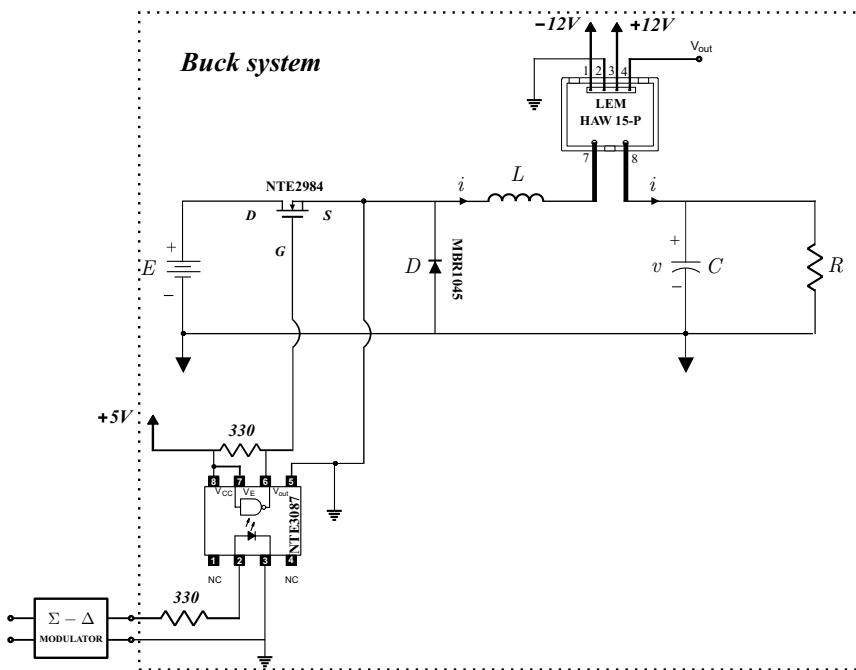 Buck system
−12V
+12V
Vout
1 2 3 4
LEM
HAW 15-P
7 8
NTE2984
D S
G
i
L
i
+
E
−
D
MBR1045
+
v
C
−
R
+5V
330
8 7 6 5
VCC VE Vout
NTE3087
1 2 3 4
NC NC
330
Σ − Δ
MODULATOR